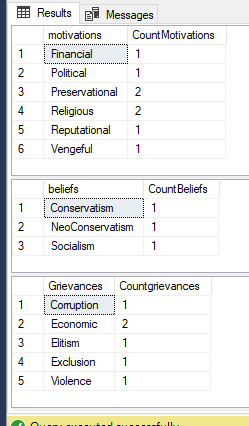 Results Messages
motivations CountMotivations
1 Financial 1
2 Political 1
3 Preservational 2
4 Religious 2
5 Reputational 1
6 Vengeful 1
beliefs CountBeliefs
1 Conservatism 1
2 NeoConservatism 1
3 Socialism 1
Grievances Countgrievances
1 Corruption 1
2 Economic 2
3 Elitism 1
4 Exclusion 1
5 Violence 1
Query executed successfully